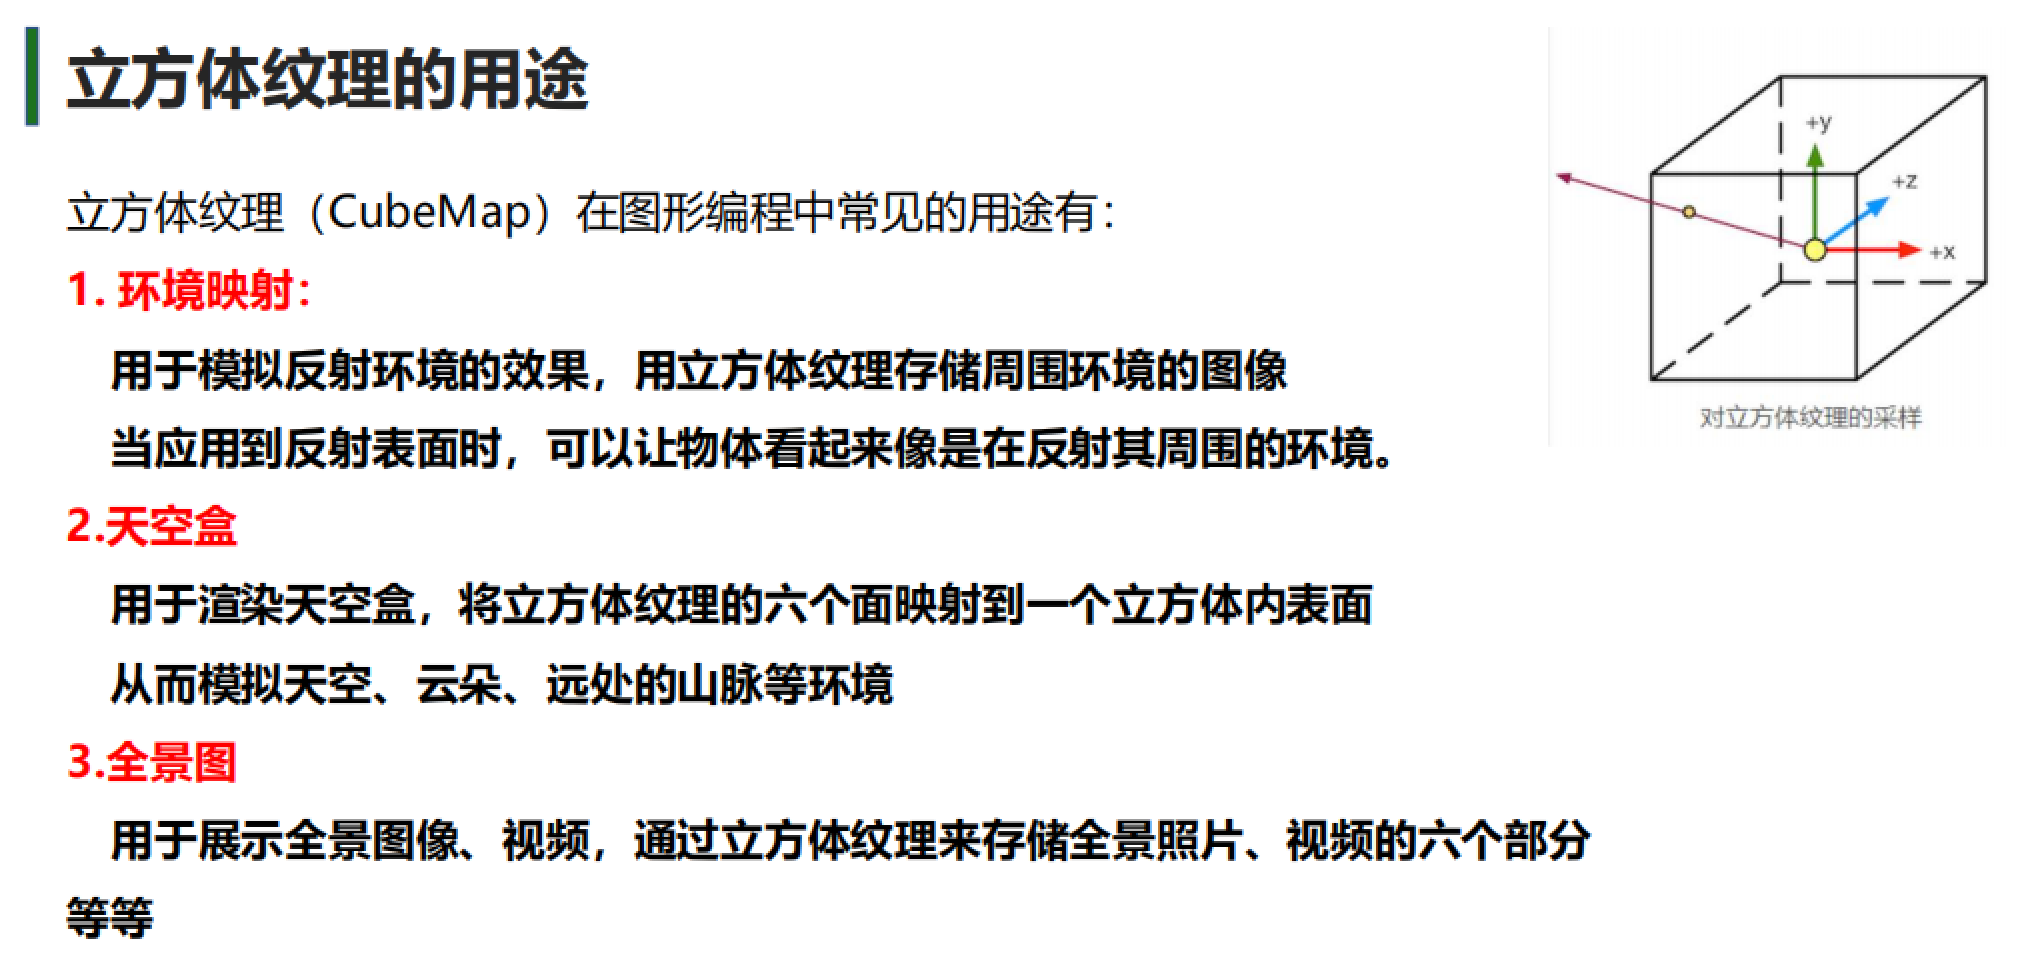 立方体纹理的用途
立方体纹理（CubeMap）在图形编程中常见的用途有：
1. 环境映射：
用于模拟反射环境的效果，用立方体纹理存储周围环境的图像
当应用到反射表面时，可以让物体看起来像是在反射其周围的环境。
2.天空盒
用于渲染天空盒，将立方体纹理的六个面映射到一个立方体内表面
从而模拟天空、云朵、远处的山脉等环境
3.全景图
用于展示全景图像、视频，通过立方体纹理来存储全景照片、视频的六个部分
等等
+y
+z
+x
对立方体纹理的采样